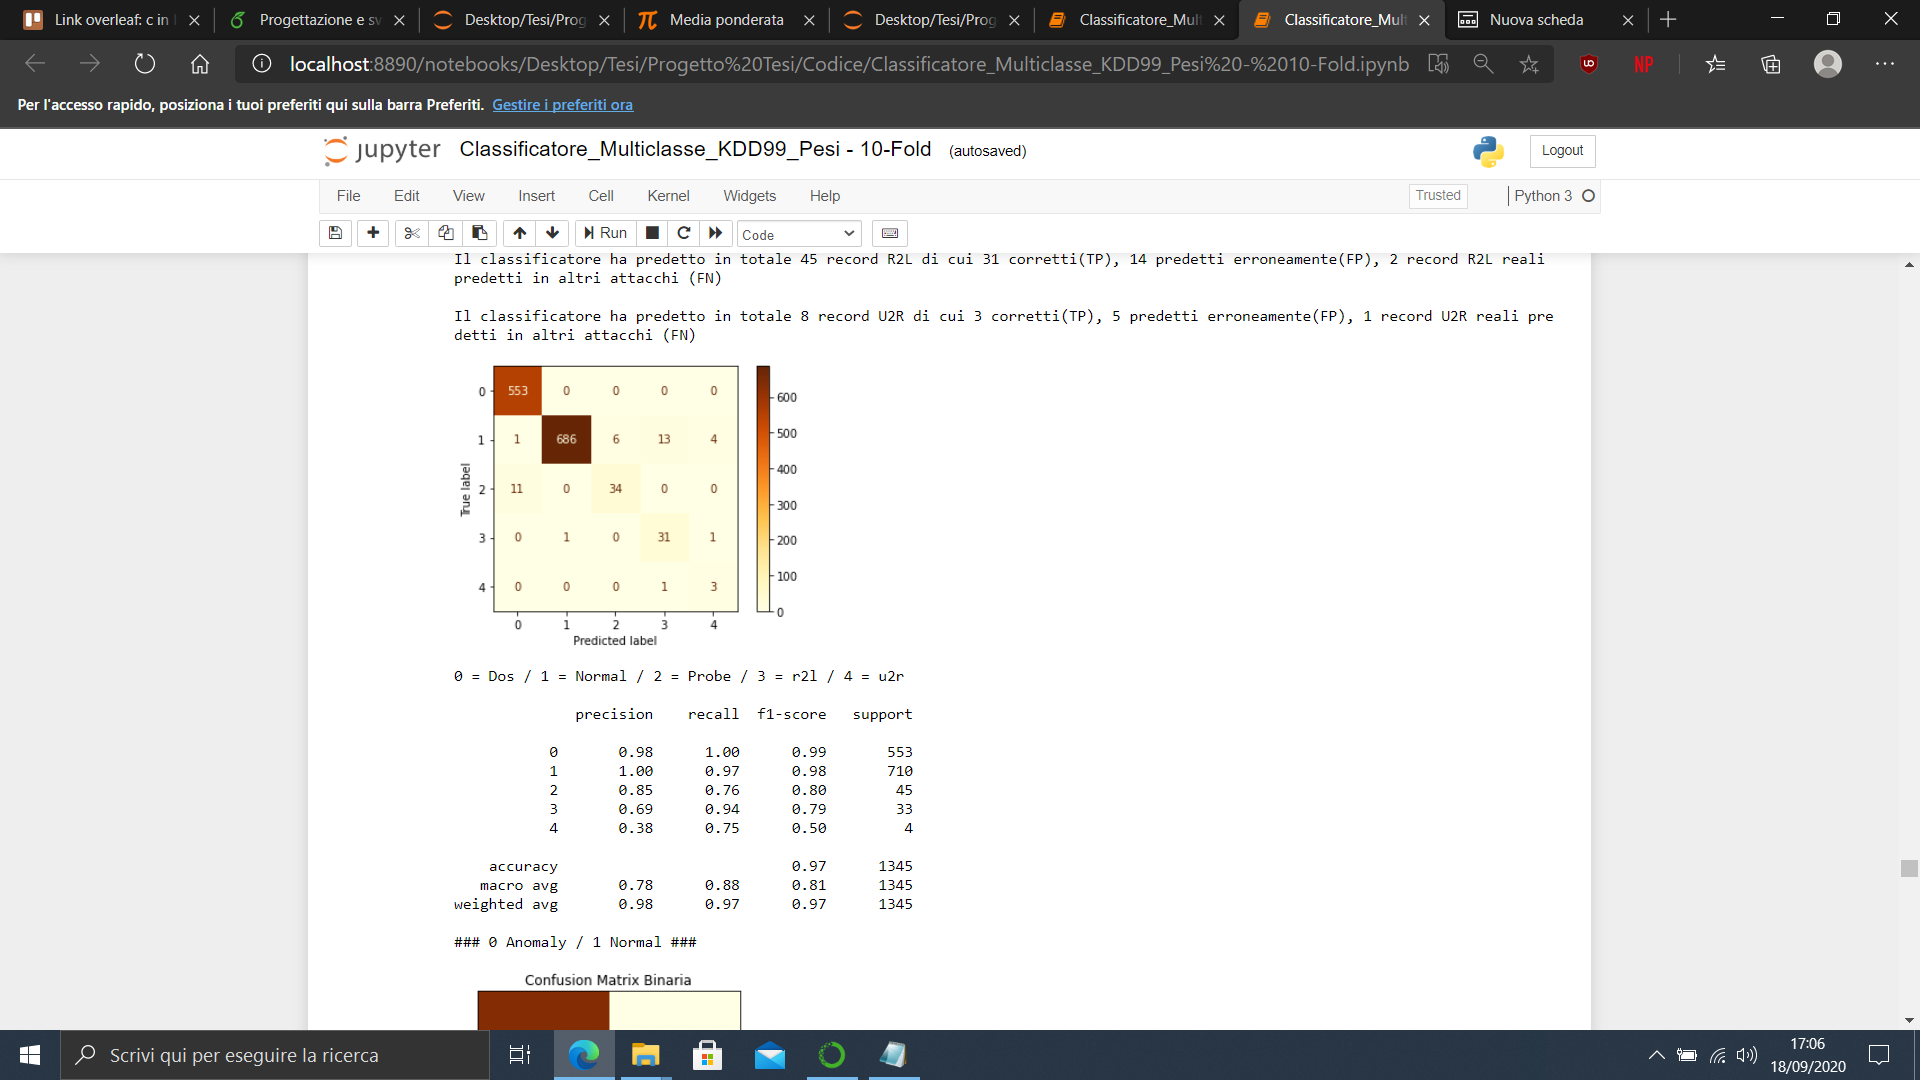 Link overleaf: c in
Progettazione e sv
Desktop/Tesi/Prog
Media ponderata
Desktop/Tesi/Prog
Classificatore_Mult
Classificatore_Mult
Nuova scheda
localhost:8890/notebooks/Desktop/Tesi/Progetto%20Tesi/Codice/Classificatore_Multiclasse_KDD99_Pesi%20-%2010-Fold.ipynb
NP
Per l'accesso rapido, posiziona i tuoi preferiti qui sulla barra Preferiti. Gestire i preferiti ora
jupyter Classificatore_Multiclasse_KDD99_Pesi - 10-Fold (autosaved)
Logout
File Edit View Insert Cell Kernel Widgets Help
Trusted
Python 3
Run
Code
Il classificatore ha predetto in totale 45 record R2L di cui 31 corretti(TP), 14 predetti erroneamente(FP), 2 record R2L reali
predetti in altri attacchi (FN)
Il classificatore ha predetto in totale 8 record U2R di cui 3 corretti(TP), 5 predetti erroneamente(FP), 1 record U2R reali pre
detti in altri attacchi (FN)
True label
0 553 0 0 0 0
1 1 686 6 13 4
2 11 0 34 0 0
3 0 1 0 31 1
4 0 0 0 1 3
0 1 2 3 4
Predicted label
600
500
400
300
200
100
0
0 = Dos / 1 = Normal / 2 = Probe / 3 = r2l / 4 = u2r
precision recall f1-score support
0 0.98 1.00 0.99 553
1 1.00 0.97 0.98 710
2 0.85 0.76 0.80 45
3 0.69 0.94 0.79 33
4 0.38 0.75 0.50 4
accuracy 0.97 1345
macro avg 0.78 0.88 0.81 1345
weighted avg 0.98 0.97 0.97 1345
### 0 Anomaly / 1 Normal ###
Confusion Matrix Binaria
Scrivi qui per eseguire la ricerca
17:06
18/09/2020